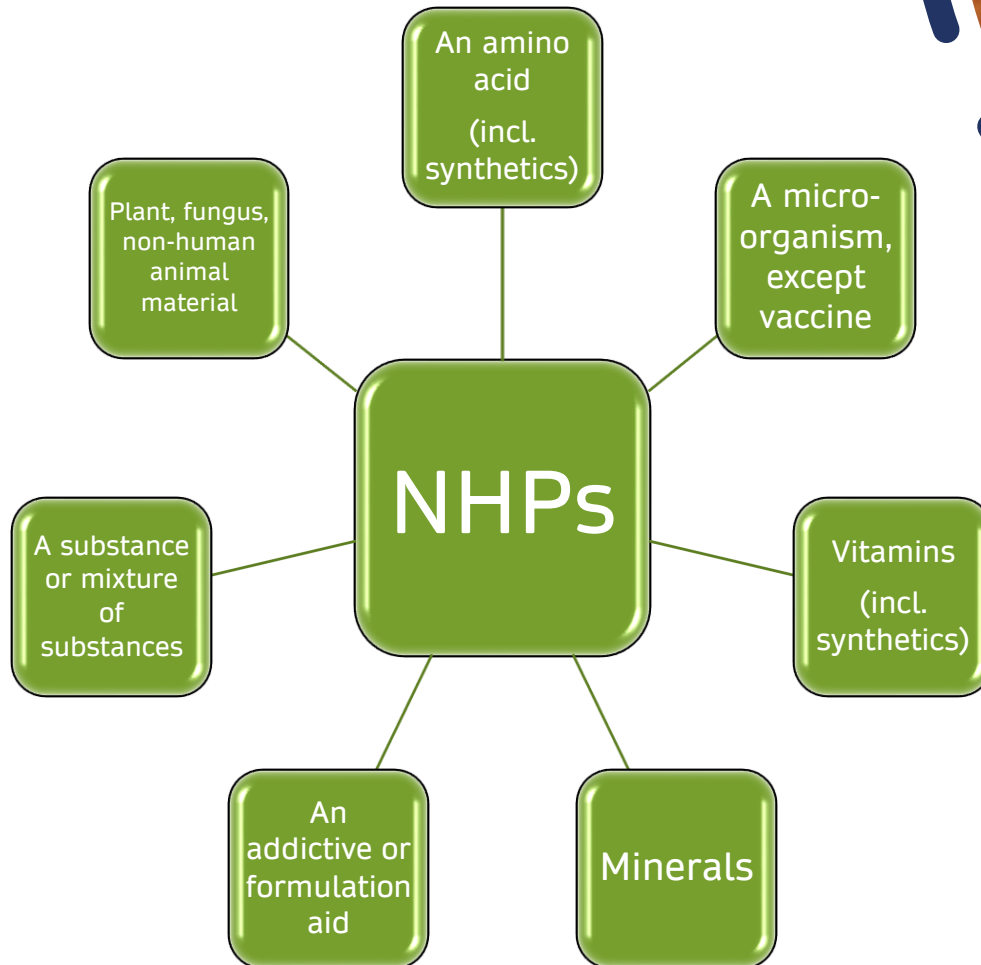 An amino
acid
(incl.
synthetics)
Plant, fungus,
non-human
animal
material
A micro-
organism,
except
vaccine
NHPs
A substance
or mixture
of
substances
Vitamins
(incl.
synthetics)
An
addictive or
formulation
aid
Minerals